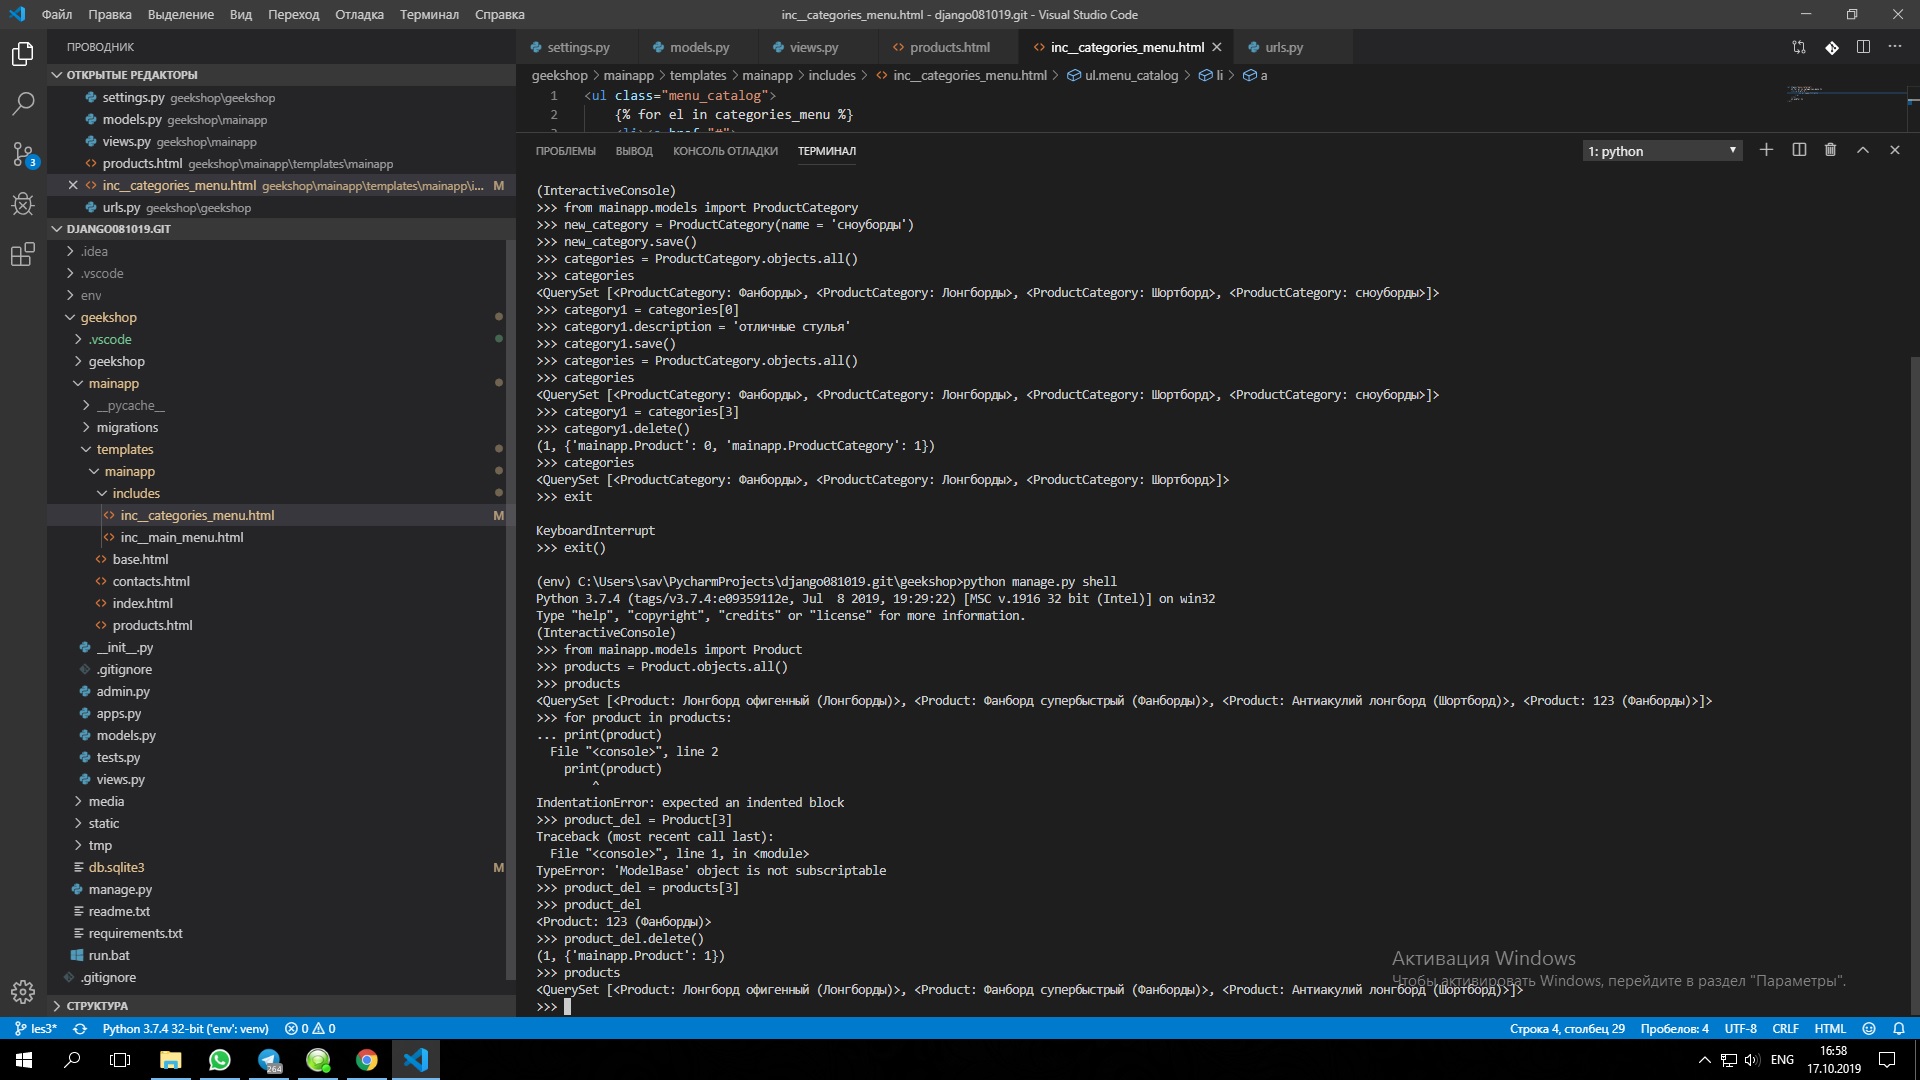 Файл Правка Выделение Вид Переход Отладка Терминал Справка
inc__categories_menu.html - django081019.git - Visual Studio Code
ПРОВОДНИК
ОТКРЫТЫЕ РЕДАКТОРЫ
settings.py geekshop\geekshop
models.py geekshop\mainapp
views.py geekshop\mainapp
products.html geekshop\mainapp\templates\mainapp
inc__categories_menu.html geekshop\mainapp\templates\mainapp\i... M
urls.py geekshop\geekshop
3
DJANGO081019.GIT
.idea
.vscode
env
geekshop
.vscode
geekshop
mainapp
__pycache__
migrations
templates
mainapp
includes
inc__categories_menu.html M
inc__main_menu.html
base.html
contacts.html
index.html
products.html
__init__.py
.gitignore
admin.py
apps.py
models.py
tests.py
views.py
media
static
tmp
db.sqlite3 M
manage.py
readme.txt
requirements.txt
run.bat
.gitignore
СТРУКТУРА
settings.py models.py views.py products.html inc__categories_menu.html urls.py
geekshop > mainapp > templates > mainapp > includes > inc__categories_menu.html > ul.menu_catalog > li > a
1 <ul class="menu_catalog">
2 {% for el in categories_menu %}
3 <li><a href="#">
ПРОБЛЕМЫ ВЫВОД КОНСОЛЬ ОТЛАДКИ ТЕРМИНАЛ
1: python
(InteractiveConsole)
>>> from mainapp.models import ProductCategory
>>> new_category = ProductCategory(name = 'сноуборды')
>>> new_category.save()
>>> categories = ProductCategory.objects.all()
>>> categories
<QuerySet [<ProductCategory: Фанборды>, <ProductCategory: Лонгборды>, <ProductCategory: Шортборд>, <ProductCategory: сноуборды>]>
>>> category1 = categories[0]
>>> category1.description = 'отличные стулья'
>>> category1.save()
>>> categories = ProductCategory.objects.all()
>>> categories
<QuerySet [<ProductCategory: Фанборды>, <ProductCategory: Лонгборды>, <ProductCategory: Шортборд>, <ProductCategory: сноуборды>]>
>>> category1 = categories[3]
>>> category1.delete()
(1, {'mainapp.Product': 0, 'mainapp.ProductCategory': 1})
>>> categories
<QuerySet [<ProductCategory: Фанборды>, <ProductCategory: Лонгборды>, <ProductCategory: Шортборд>]>
>>> exit
KeyboardInterrupt
>>> exit()
(env) C:\Users\sav\PycharmProjects\django081019.git\geekshop>python manage.py shell
Python 3.7.4 (tags/v3.7.4:e09359112e, Jul  8 2019, 19:29:22) [MSC v.1916 32 bit (Intel)] on win32
Type "help", "copyright", "credits" or "license" for more information.
(InteractiveConsole)
>>> from mainapp.models import Product
>>> products = Product.objects.all()
>>> products
<QuerySet [<Product: Лонгборд офигенный (Лонгборды)>, <Product: Фанборд супербыстрый (Фанборды)>, <Product: Антиакулий лонгборд (Шортборд)>, <Product: 123 (Фанборды)>]>
>>> for product in products:
... print(product)
File "<console>", line 2
print(product)
^
IndentationError: expected an indented block
>>> product_del = Product[3]
Traceback (most recent call last):
File "<console>", line 1, in <module>
TypeError: 'ModelBase' object is not subscriptable
>>> product_del = products[3]
>>> product_del
<Product: 123 (Фанборды)>
>>> product_del.delete()
(1, {'mainapp.Product': 1})
>>> products
<QuerySet [<Product: Лонгборд офигенный (Лонгборды)>, <Product: Фанборд супербыстрый (Фанборды)>, <Product: Антиакулий лонгборд (Шортборд)>]>
>>>
Активация Windows
Чтобы активировать Windows, перейдите в раздел "Параметры".
les3* Python 3.7.4 32-bit ('env': venv) 0 0 Строка 4, столбец 29 Пробелов: 4 UTF-8 CRLF HTML
264
ENG
16:58
17.10.2019